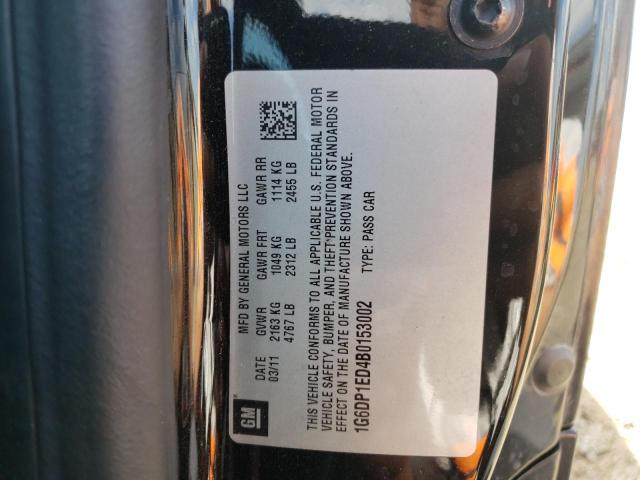 MFD BY GENERAL MOTORS LLC
DATE GVWR GAWR FRT GAWR RR
03/11 2163 KG 1049 KG 1114 KG
4767 LB 2312 LB 2455 LB
GM ®
THIS VEHICLE CONFORMS TO ALL APPLICABLE U.S. FEDERAL MOTOR
VEHICLE SAFETY, BUMPER, AND THEFT PREVENTION STANDARDS IN
EFFECT ON THE DATE OF MANUFACTURE SHOWN ABOVE.
1G6DP1ED4B0153002 TYPE: PASS CAR